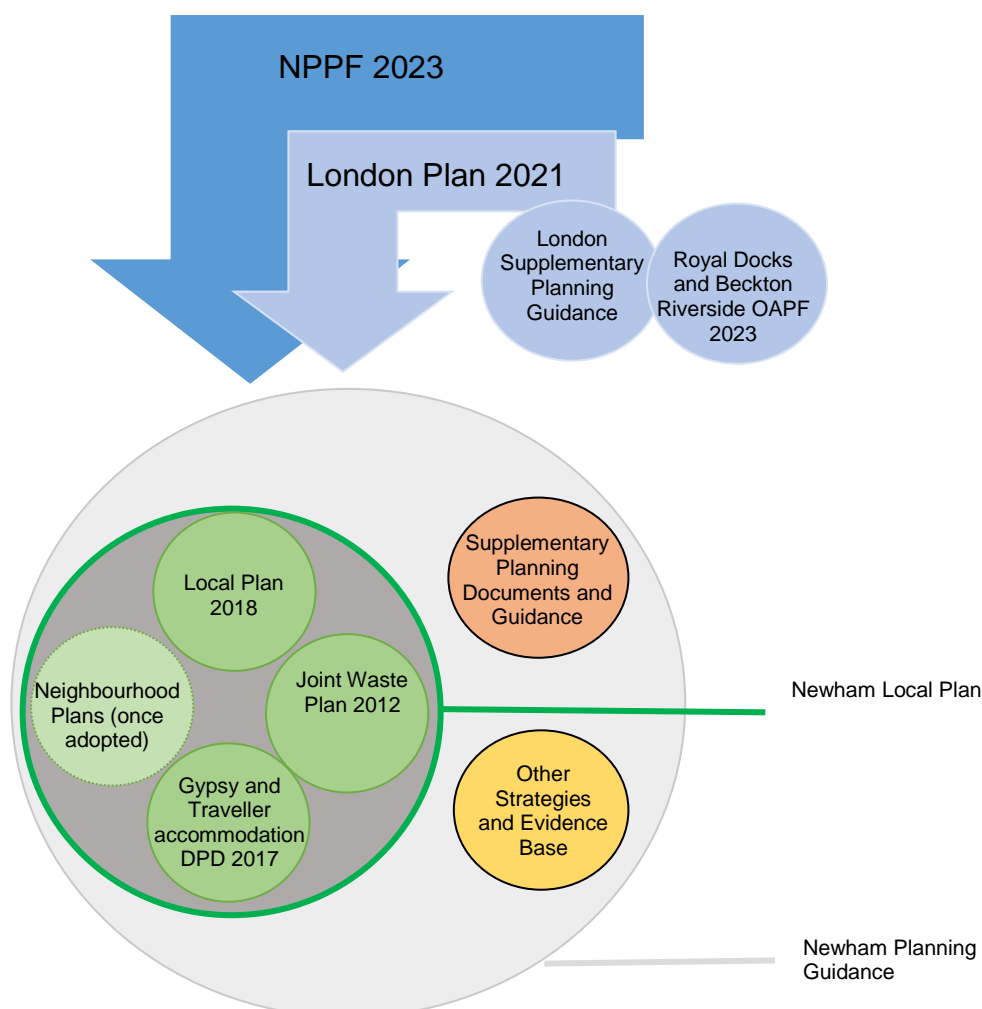 NPPF 2023
London Plan 2021
London
Supplementary
Planning
Guidance
Royal Docks
and Beckton
Riverside OAPF
2023
Local Plan
2018
Supplementary
Planning
Documents and
Guidance
Neighbourhood
Plans (once
adopted)
Joint Waste
Plan 2012
Newham Local Plan
Gypsy and
Traveller
accommodation
DPD 2017
Other
Strategies
and Evidence
Base
Newham Planning
Guidance